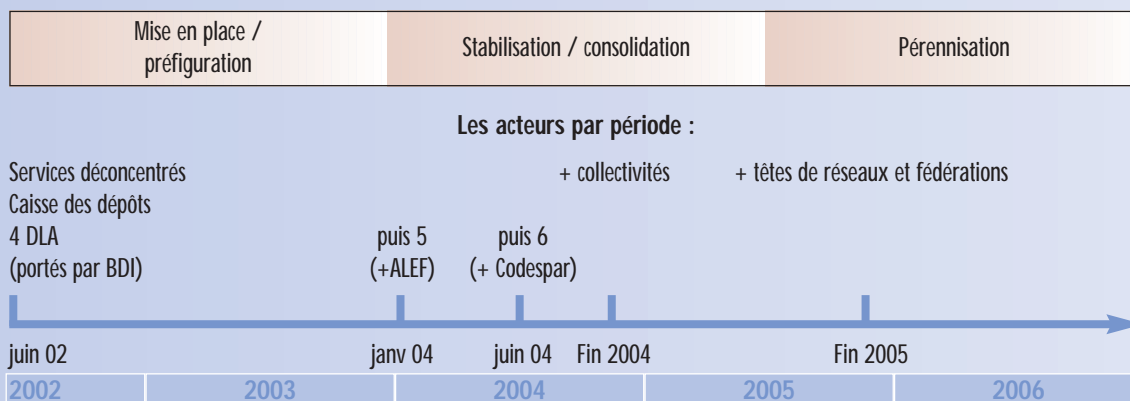 Mise en place /
préfiguration
Stabilisation / consolidation
Pérennisation
Les acteurs par période :
Services déconcentrés
Caisse des dépôts
4 DLA
(portés par BDI)
puis 5
(+ALEF)
puis 6
(+ Codespar)
+ collectivités
+ têtes de réseaux et fédérations
juin 02
janv 04
juin 04
Fin 2004
Fin 2005
2002
2003
2004
2005
2006